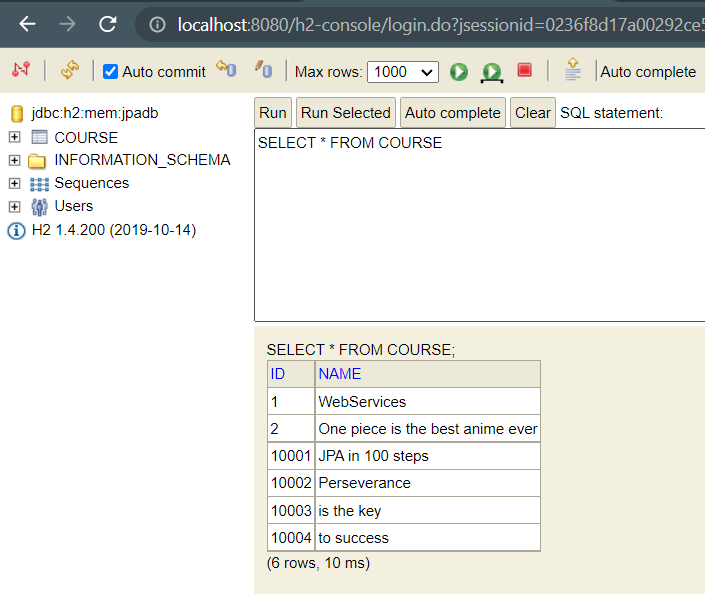 localhost:8080/h2-console/login.do?jsessionid=0236f8d17a00292ce5
Auto commit Max rows: 1000 Auto complete
jdbc:h2:mem:jpadb
COURSE
INFORMATION_SCHEMA
Sequences
Users
H2 1.4.200 (2019-10-14)
Run Run Selected Auto complete Clear SQL statement:
SELECT * FROM COURSE
SELECT * FROM COURSE;
ID NAME
1 WebServices
2 One piece is the best anime ever
10001 JPA in 100 steps
10002 Perseverance
10003 is the key
10004 to success
(6 rows, 10 ms)